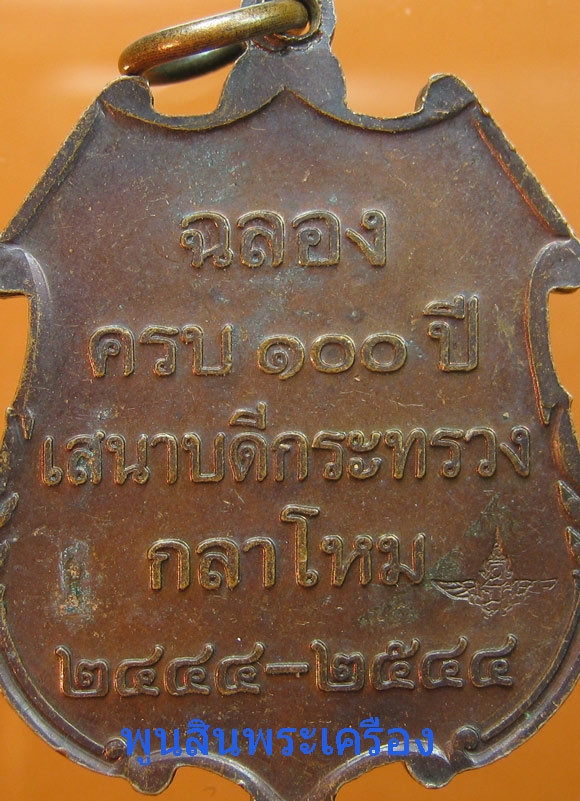 ฉลอง
ครบ ๑๐๐ ปี
เสนาบดีกระทรวง
กลาโหม
๒๔๔๔-๒๕๔๔
พูนสินพระเครื่อง